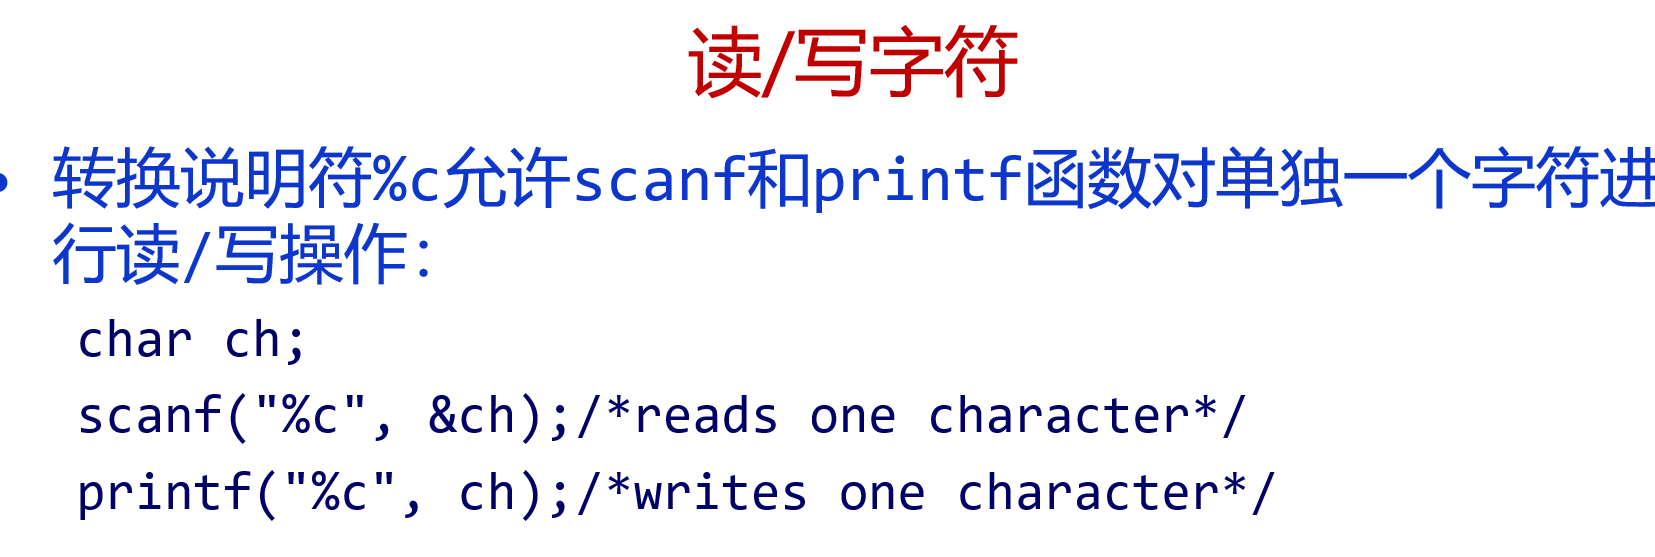 读/写字符
• 转换说明符%c允许scanf和printf函数对单独一个字符进
行读/写操作:
char ch;
scanf("%c", &ch);/*reads one character*/
printf("%c", ch);/*writes one character*/